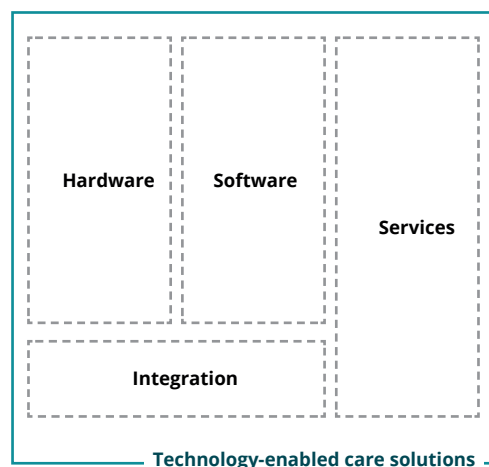 Hardware
Software
Services
Integration
Technology-enabled care solutions